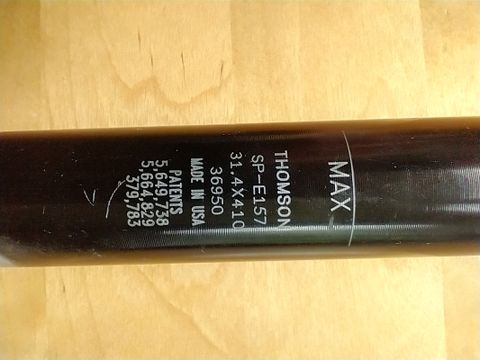 MAX
THOMSON
SP-E157
31.4X410
36950
MADE IN USA
PATENTS
5,649,738
5,664,829
379,783